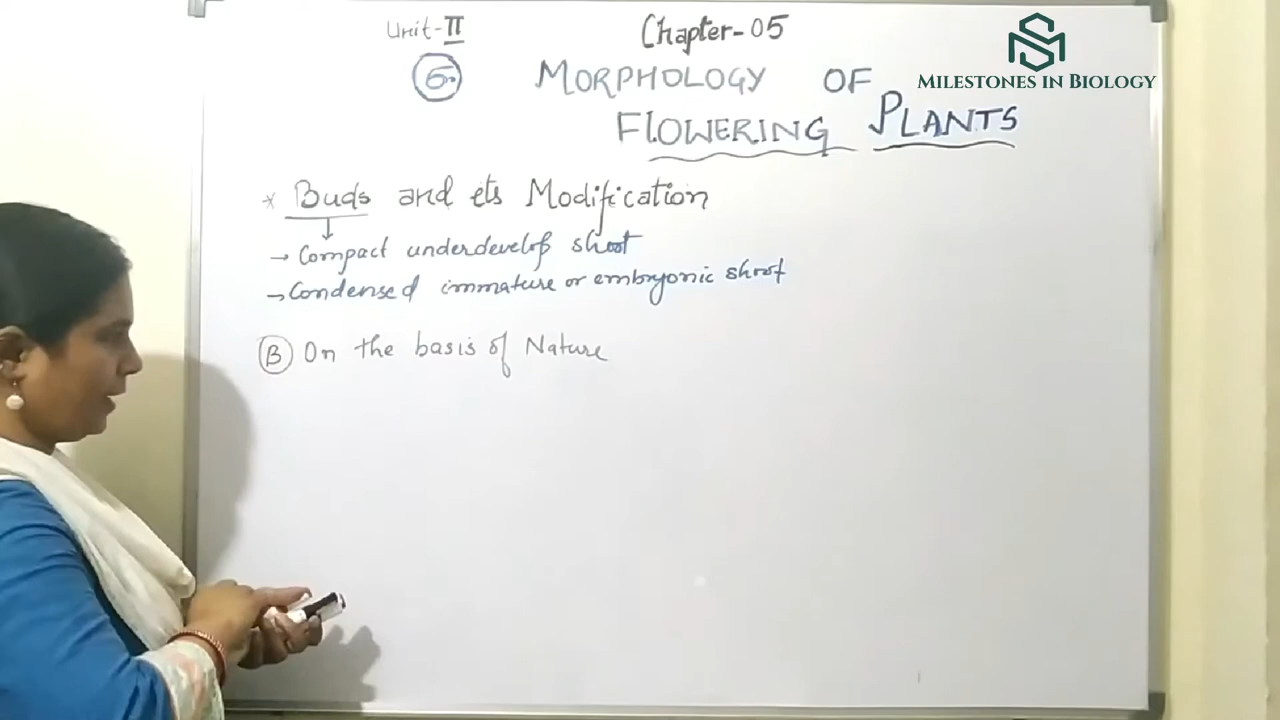 Unit-II
Chapter-05
6.
MORPHOLOGY OF
FLOWERING PLANTS
MILESTONES IN BIOLOGY
* Buds and its Modification
→ Compact underdevelop shoot
→ Condensed immature or embryonic shoot
B On the basis of Nature